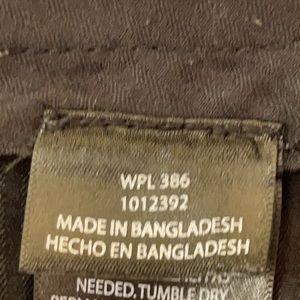 WPL 386
1012392
MADE IN BANGLADESH
HECHO EN BANGLADESH
NEEDED. TUMBLE DRY